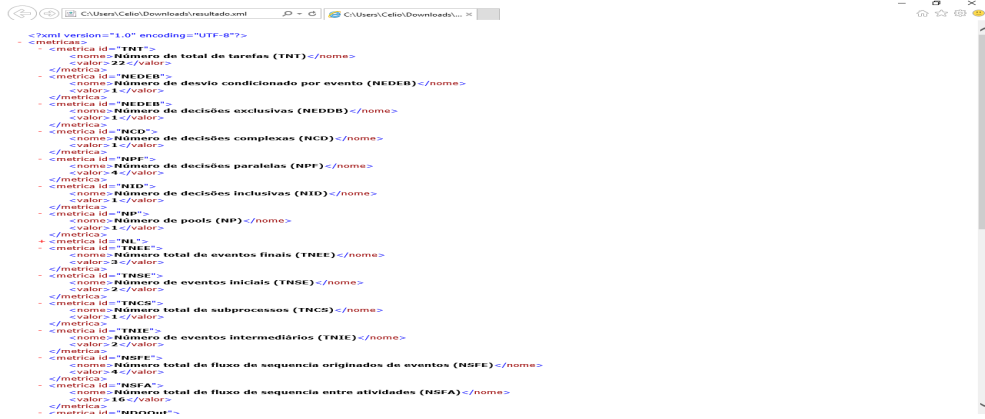 C:\Users\Celio\Downloads\resultado.xml
C:\Users\Celio\Downloads\...
<?xml version="1.0" encoding="UTF-8"?>
- <metricas>
- <metrica id="TNT">
<nome>Número de total de tarefas (TNT)</nome>
<valor>22</valor>
</metrica>
- <metrica id="NEDEB">
<nome>Número de desvio condicionado por evento (NEDEB)</nome>
<valor>1</valor>
</metrica>
- <metrica id="NEDEB">
<nome>Número de decisões exclusivas (NEDDB)</nome>
<valor>1</valor>
</metrica>
- <metrica id="NCD">
<nome>Número de decisões complexas (NCD)</nome>
<valor>1</valor>
</metrica>
- <metrica id="NPF">
<nome>Número de decisões paralelas (NPF)</nome>
<valor>4</valor>
</metrica>
- <metrica id="NID">
<nome>Número de decisões inclusivas (NID)</nome>
<valor>1</valor>
</metrica>
- <metrica id="NP">
<nome>Número de pools (NP)</nome>
<valor>1</valor>
</metrica>
+ <metrica id="NL">
- <metrica id="TNEE">
<nome>Número total de eventos finais (TNEE)</nome>
<valor>3</valor>
</metrica>
- <metrica id="TNSE">
<nome>Número de eventos iniciais (TNSE)</nome>
<valor>2</valor>
</metrica>
- <metrica id="TNCS">
<nome>Número total de subprocessos (TNCS)</nome>
<valor>1</valor>
</metrica>
- <metrica id="TNIE">
<nome>Número de eventos intermediários (TNIE)</nome>
<valor>2</valor>
</metrica>
- <metrica id="NSFE">
<nome>Número total de fluxo de sequencia originados de eventos (NSFE)</nome>
<valor>4</valor>
</metrica>
- <metrica id="NSFA">
<nome>Número total de fluxo de sequencia entre atividades (NSFA)</nome>
<valor>16</valor>
</metrica>
- <metrica id="NDOOut">